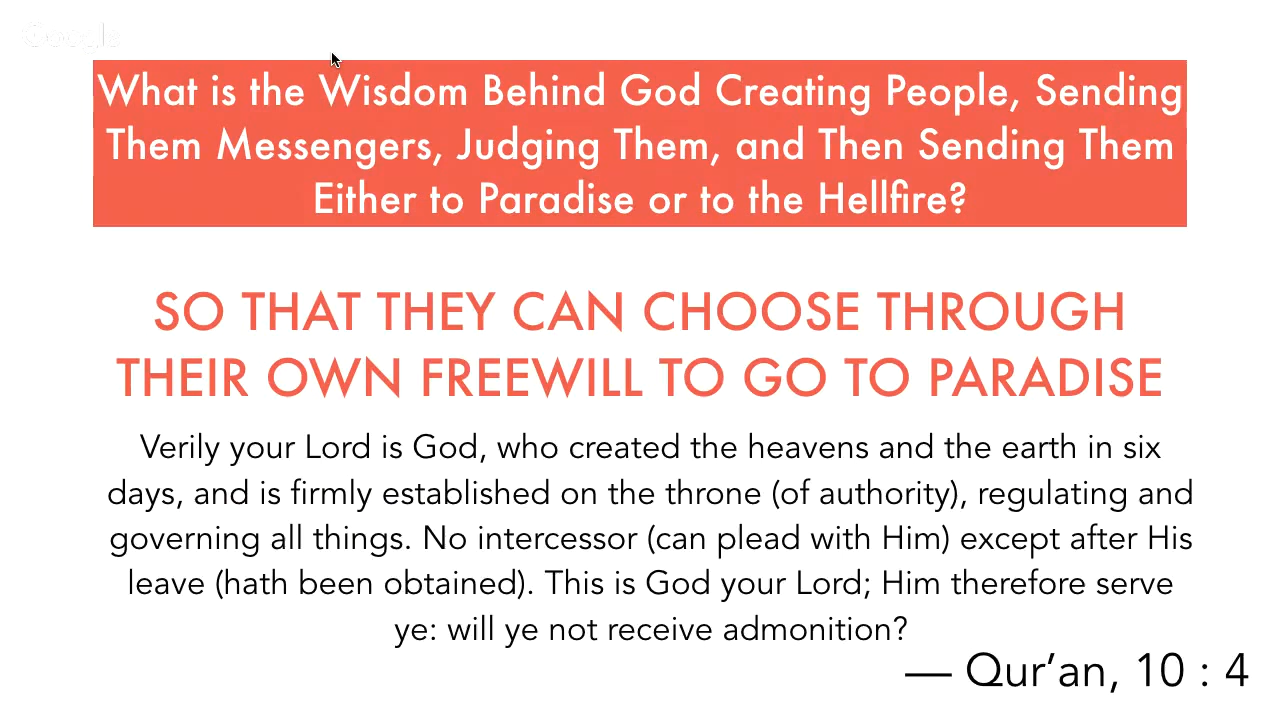 What is the Wisdom Behind God Creating People, Sending
Them Messengers, Judging Them, and Then Sending Them
Either to Paradise or to the Hellfire?
SO THAT THEY CAN CHOOSE THROUGH
THEIR OWN FREEWILL TO GO TO PARADISE
Verily your Lord is God, who created the heavens and the earth in six
days, and is firmly established on the throne (of authority), regulating and
governing all things. No intercessor (can plead with Him) except after His
leave (hath been obtained). This is God your Lord; Him therefore serve
ye: will ye not receive admonition?
— Qur’an, 10 : 4